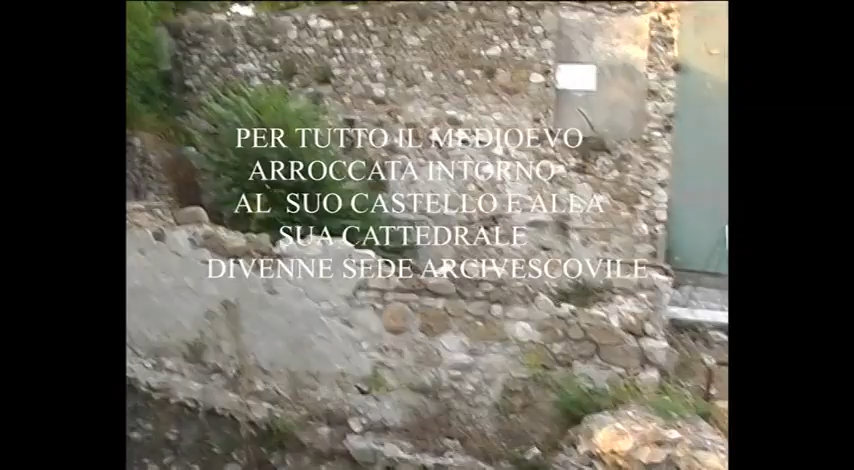 PER TUTTO IL MEDIOEVO
ARROCCATA INTORNO
AL SUO CASTELLO E ALLA
SUA CATTEDRALE
DIVENNE SEDE ARCIVESCOVILE